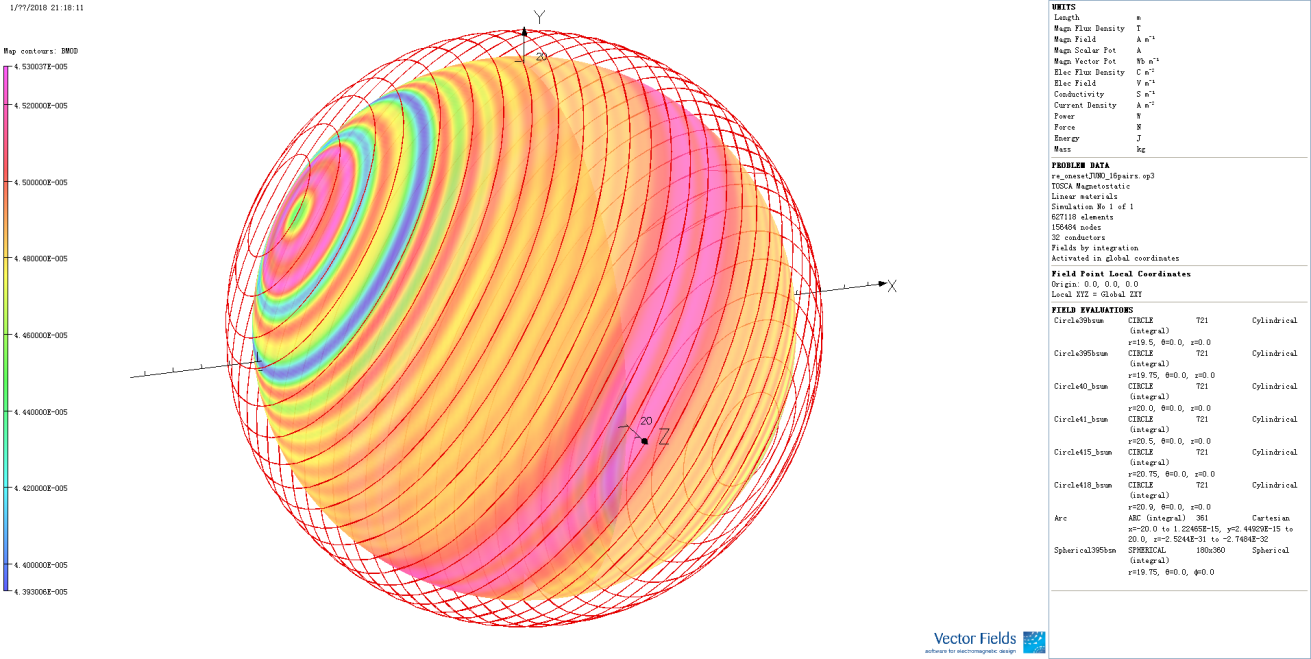 1/??/2018 21:18:11
Map contours: BMOD
4.530037E-005
4.520000E-005
4.500000E-005
4.480000E-005
4.460000E-005
4.440000E-005
4.420000E-005
4.400000E-005
4.393006E-005
Y
20
X
20
Z
UNITS
Length m
Magn Flux Density T
Magn Field A m⁻¹
Magn Scalar Pot A
Magn Vector Pot Wb m⁻¹
Elec Flux Density C m⁻²
Elec Field V m⁻¹
Conductivity S m⁻¹
Current Density A m⁻²
Power W
Force N
Energy J
Mass kg
PROBLEM DATA
re_onesetJUNO_16pairs.op3
TOSCA Magnetostatic
Linear materials
Simulation No 1 of 1
627118 elements
156484 nodes
32 conductors
Fields by integration
Activated in global coordinates
Field Point Local Coordinates
Origin: 0.0, 0.0, 0.0
Local XYZ = Global ZXY
FIELD EVALUATIONS
Circle39bsum CIRCLE 721 Cylindrical
(integral)
r=19.5, θ=0.0, z=0.0
Circle395bsum CIRCLE 721 Cylindrical
(integral)
r=19.75, θ=0.0, z=0.0
Circle40_bsum CIRCLE 721 Cylindrical
(integral)
r=20.0, θ=0.0, z=0.0
Circle41_bsum CIRCLE 721 Cylindrical
(integral)
r=20.5, θ=0.0, z=0.0
Circle415_bsum CIRCLE 721 Cylindrical
(integral)
r=20.75, θ=0.0, z=0.0
Circle418_bsum CIRCLE 721 Cylindrical
(integral)
r=20.9, θ=0.0, z=0.0
Arc ARC (integral) 361 Cartesian
x=-20.0 to 1.22465E-15, y=2.44929E-15 to
20.0, z=-2.5244E-31 to -2.7484E-32
Spherical395bsm SPHERICAL 180x360 Spherical
(integral)
r=19.75, θ=0.0, ϕ=0.0
Vector Fields
software for electromagnetic design